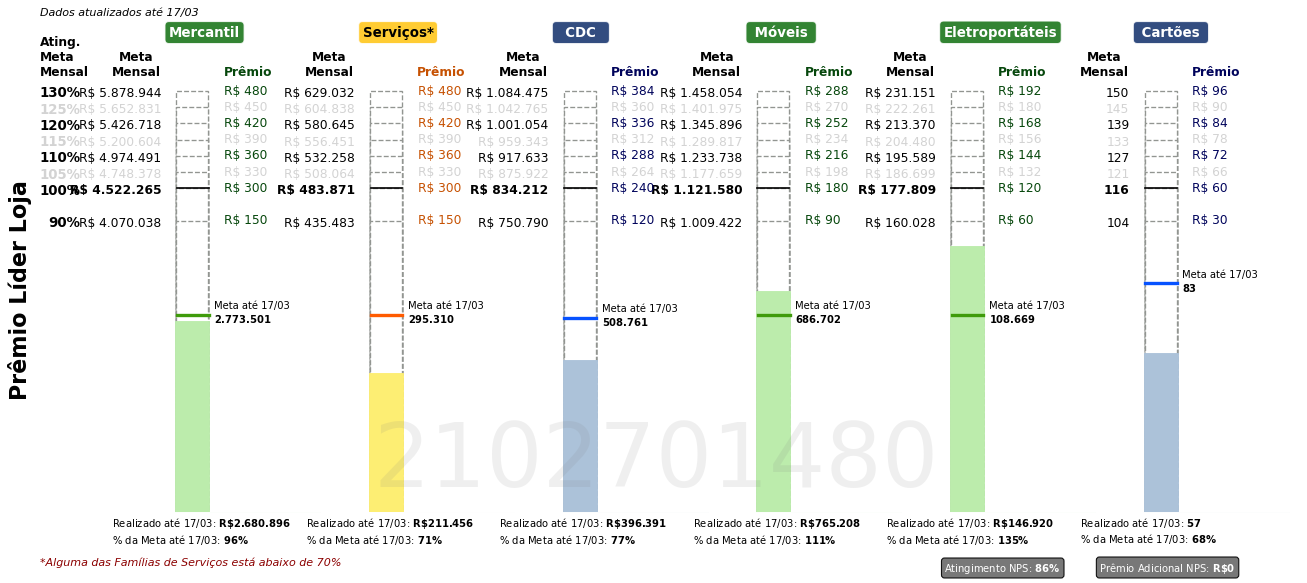 Dados atualizados até 17/03
Mercantil Serviços* CDC Móveis Eletroportáteis Cartões
Ating. Meta Mensal Meta Mensal Prêmio Meta Mensal Prêmio Meta Mensal Prêmio Meta Mensal Prêmio Meta Mensal Prêmio Meta Mensal Prêmio
130% R$ 5.878.944 R$ 480 R$ 629.032 R$ 480 R$ 1.084.475 R$ 384 R$ 1.458.054 R$ 288 R$ 231.151 R$ 192 150 R$ 96
125% R$ 5.652.831 R$ 450 R$ 604.838 R$ 450 R$ 1.042.765 R$ 360 R$ 1.401.975 R$ 270 R$ 222.261 R$ 180 145 R$ 90
120% R$ 5.426.718 R$ 420 R$ 580.645 R$ 420 R$ 1.001.054 R$ 336 R$ 1.345.896 R$ 252 R$ 213.370 R$ 168 139 R$ 84
115% R$ 5.200.604 R$ 390 R$ 556.451 R$ 390 R$ 959.343 R$ 312 R$ 1.289.817 R$ 234 R$ 204.480 R$ 156 133 R$ 78
110% R$ 4.974.491 R$ 360 R$ 532.258 R$ 360 R$ 917.633 R$ 288 R$ 1.233.738 R$ 216 R$ 195.589 R$ 144 127 R$ 72
105% R$ 4.748.378 R$ 330 R$ 508.064 R$ 330 R$ 875.922 R$ 264 R$ 1.177.659 R$ 198 R$ 186.699 R$ 132 121 R$ 66
100% R$ 4.522.265 R$ 300 R$ 483.871 R$ 300 R$ 834.212 R$ 240 R$ 1.121.580 R$ 180 R$ 177.809 R$ 120 116 R$ 60
90% R$ 4.070.038 R$ 150 R$ 435.483 R$ 150 R$ 750.790 R$ 120 R$ 1.009.422 R$ 90 R$ 160.028 R$ 60 104 R$ 30
Prêmio Líder Loja
Meta até 17/03
2.773.501
Meta até 17/03
295.310
Meta até 17/03
508.761
Meta até 17/03
686.702
Meta até 17/03
108.669
Meta até 17/03
83
2102701480
Realizado até 17/03: R$2.680.896
% da Meta até 17/03: 96%
Realizado até 17/03: R$211.456
% da Meta até 17/03: 71%
Realizado até 17/03: R$396.391
% da Meta até 17/03: 77%
Realizado até 17/03: R$765.208
% da Meta até 17/03: 111%
Realizado até 17/03: R$146.920
% da Meta até 17/03: 135%
Realizado até 17/03: 57
% da Meta até 17/03: 68%
*Alguma das Famílias de Serviços está abaixo de 70%
Atingimento NPS: 86%
Prêmio Adicional NPS: R$0